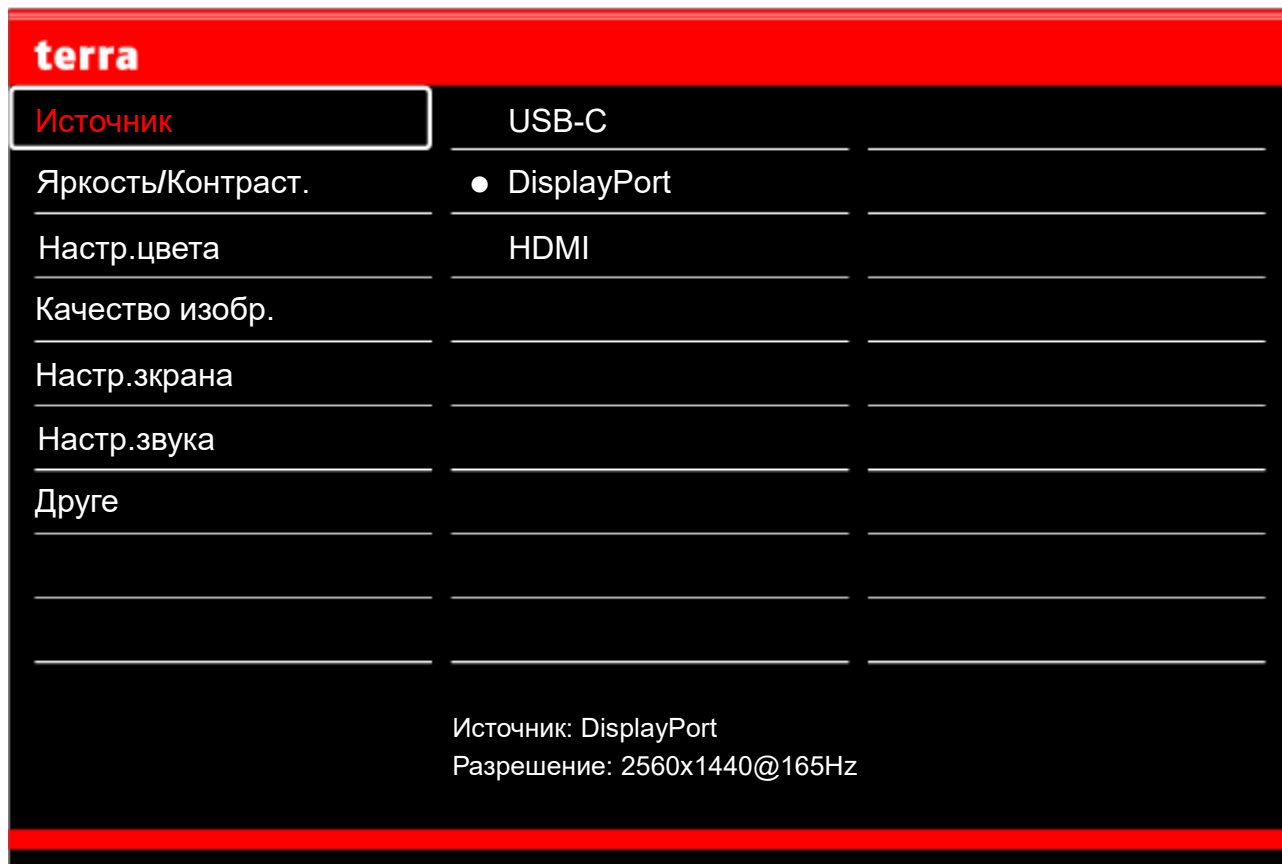 terra
Источник
USB-C
Яркость/Контраст.
● DisplayPort
Настр.цвета
HDMI
Качество изобр.
Настр.зкрана
Настр.звука
Друге
Источник: DisplayPort
Разрешение: 2560x1440@165Hz